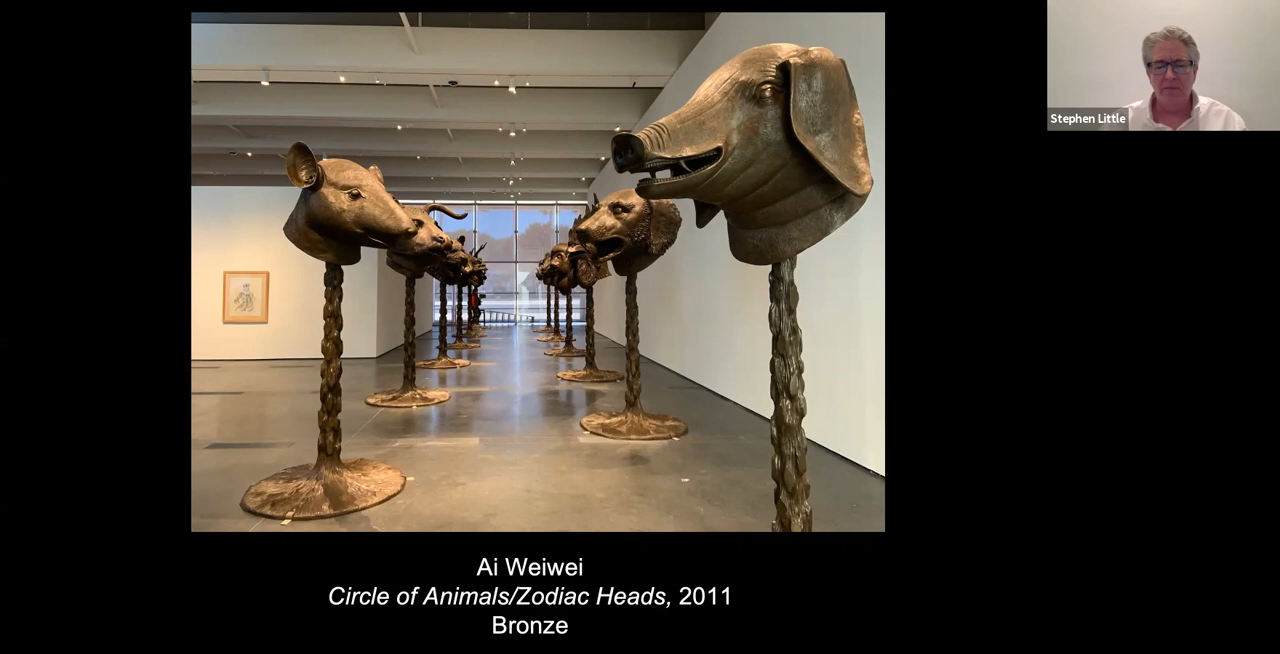 Stephen Little
Ai Weiwei
Circle of Animals/Zodiac Heads, 2011
Bronze